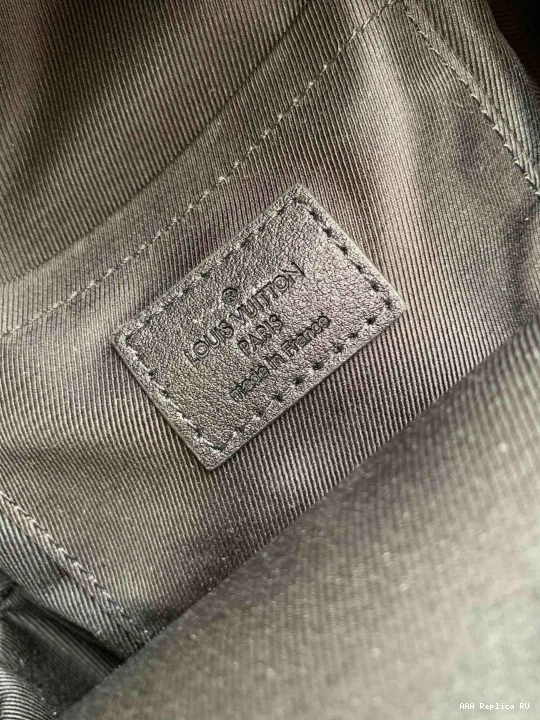 ®
LOUIS VUITTON
PARIS
made in France
AAA Replica RU